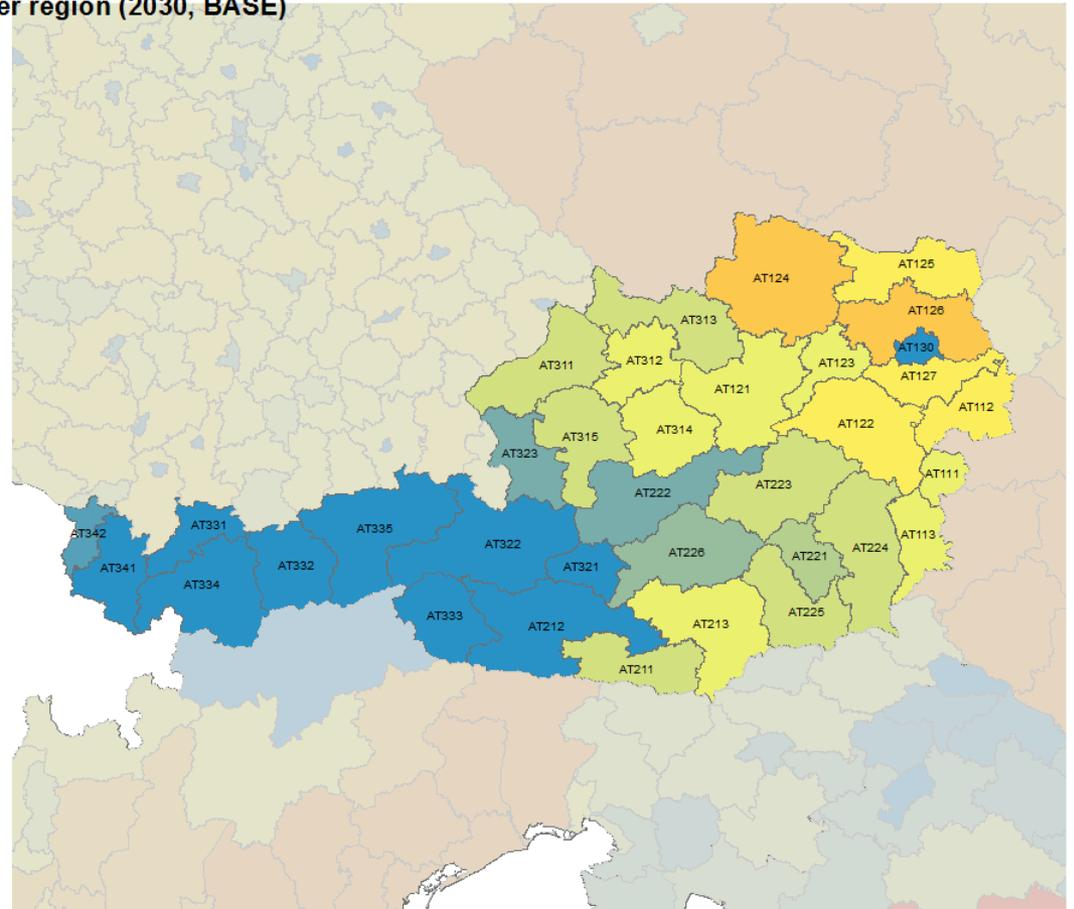 er region (2030, BASE)
AT124
AT125
AT126
AT130
AT313
AT312
AT311
AT123
AT127
AT121
AT112
AT122
AT314
AT315
AT323
AT111
AT222
AT223
AT342
AT331
AT335
AT322
AT226
AT221
AT224
AT113
AT341
AT332
AT321
AT334
AT333
AT212
AT213
AT225
AT211